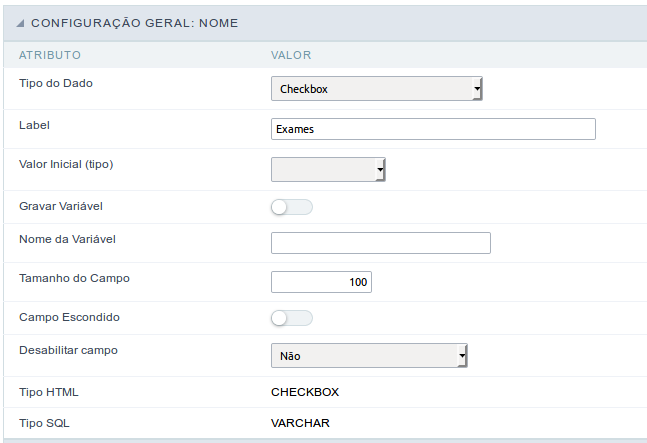 CONFIGURAÇÃO GERAL: NOME
ATRIBUTO VALOR
Tipo do Dado Checkbox
Label Exames
Valor Inicial (tipo)
Gravar Variável
Nome da Variável
Tamanho do Campo 100
Campo Escondido
Desabilitar campo Não
Tipo HTML CHECKBOX
Tipo SQL VARCHAR